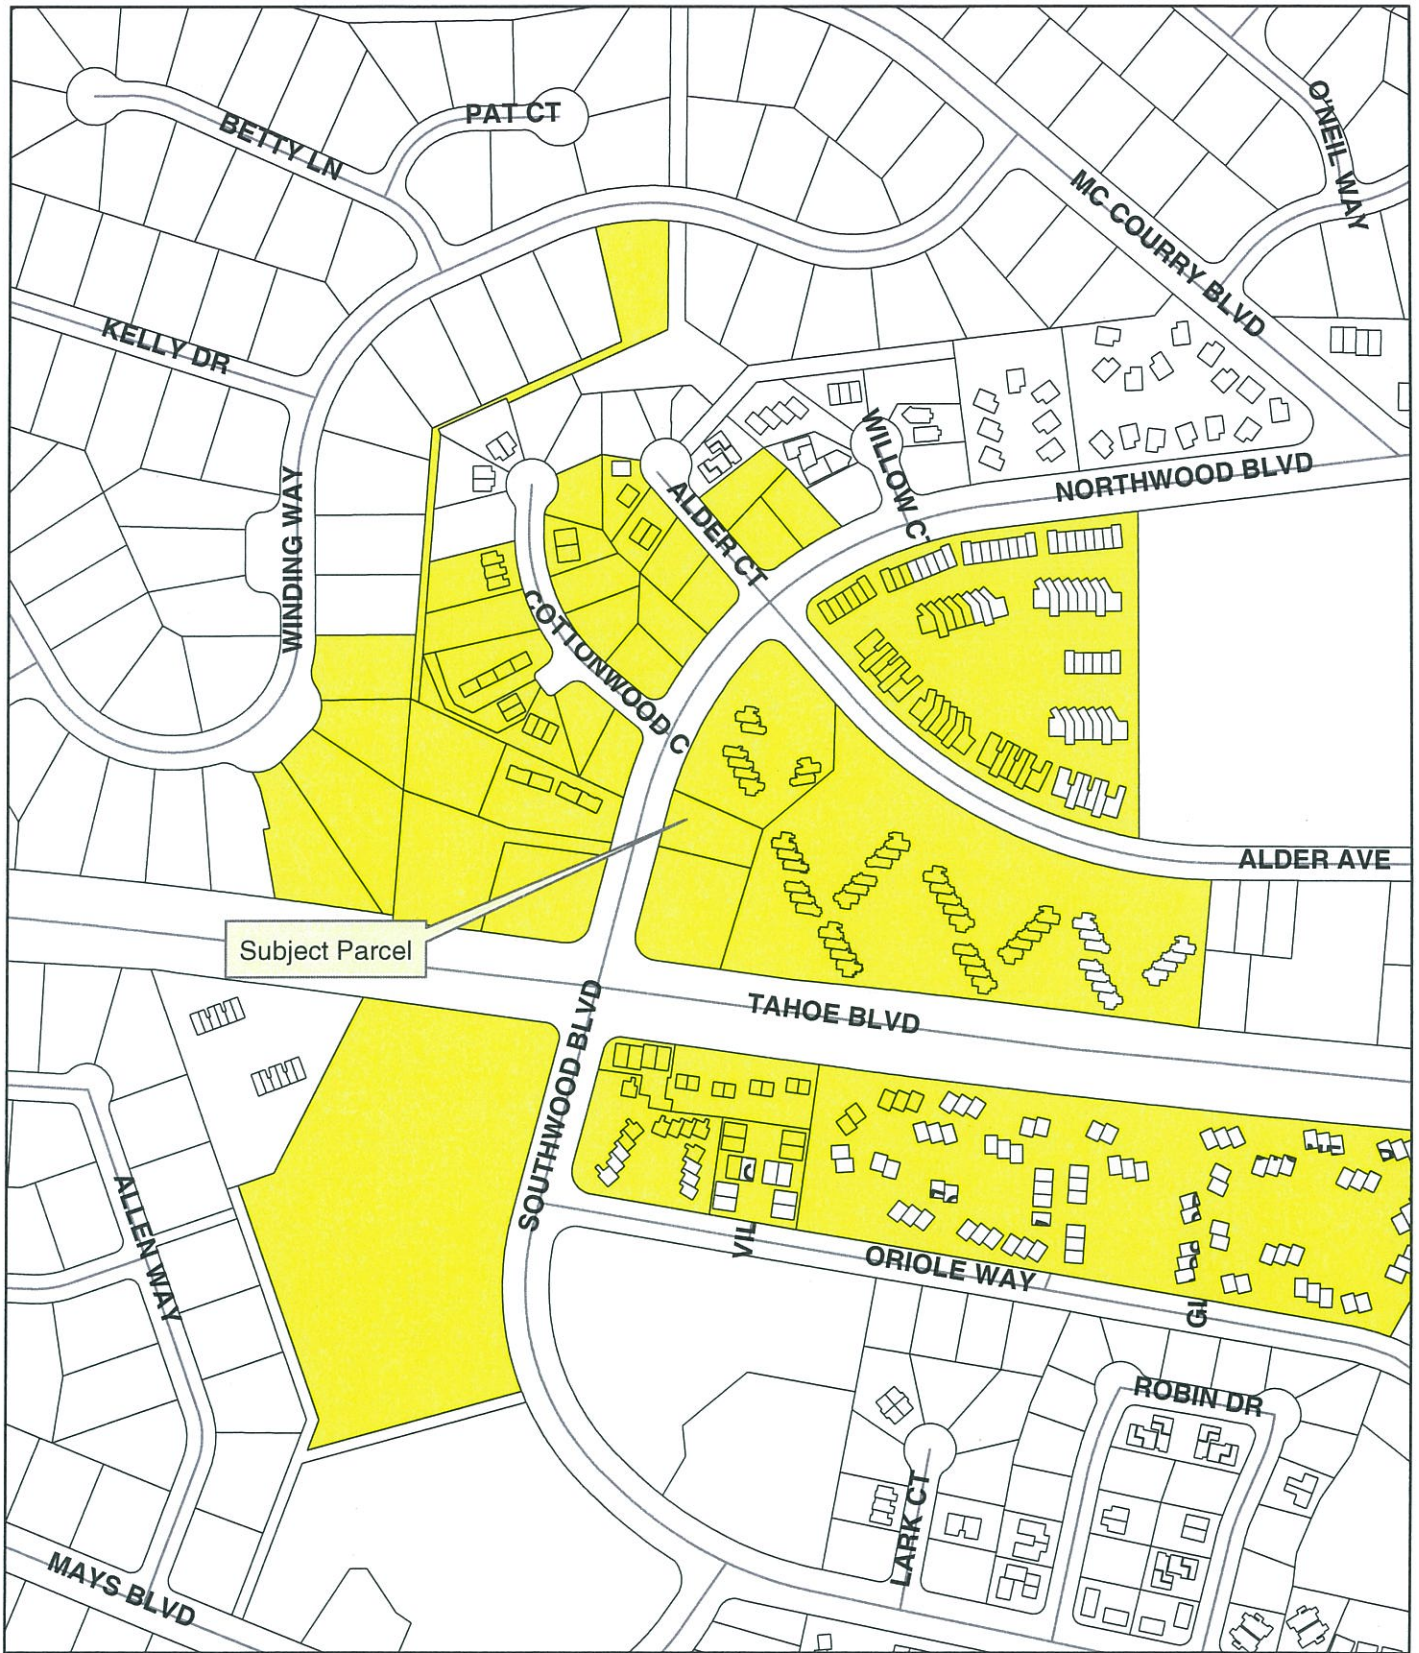 PAT CT
BETTY LN
O'NEIL WAY
MC COURRY BLVD
KELLY DR
WILLOW CT
NORTHWOOD BLVD
WINDING WAY
ALDER CT
COTTONWOOD C
ALDER AVE
Subject Parcel
TAHOE BLVD
SOUTHWOOD BLVD
ALLEN WAY
VIL
ORIOLE WAY
GL
ROBIN DR
LARK CT
MAYS BLVD